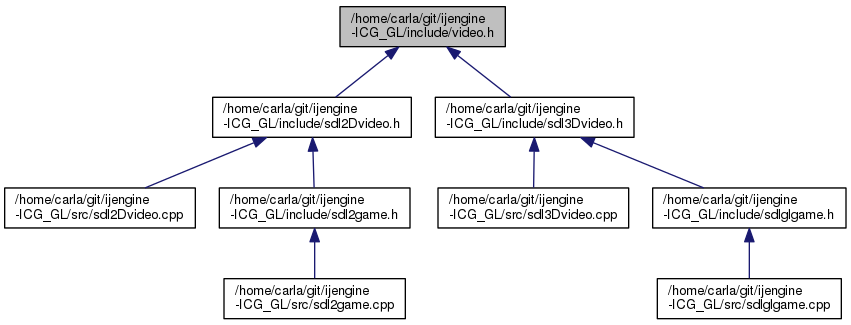 /home/carla/git/ijengine
-ICG_GL/include/video.h
/home/carla/git/ijengine
-ICG_GL/include/sdl2Dvideo.h
/home/carla/git/ijengine
-ICG_GL/include/sdl3Dvideo.h
/home/carla/git/ijengine
-ICG_GL/src/sdl2Dvideo.cpp
/home/carla/git/ijengine
-ICG_GL/include/sdl2game.h
/home/carla/git/ijengine
-ICG_GL/src/sdl3Dvideo.cpp
/home/carla/git/ijengine
-ICG_GL/include/sdlglgame.h
/home/carla/git/ijengine
-ICG_GL/src/sdl2game.cpp
/home/carla/git/ijengine
-ICG_GL/src/sdlglgame.cpp